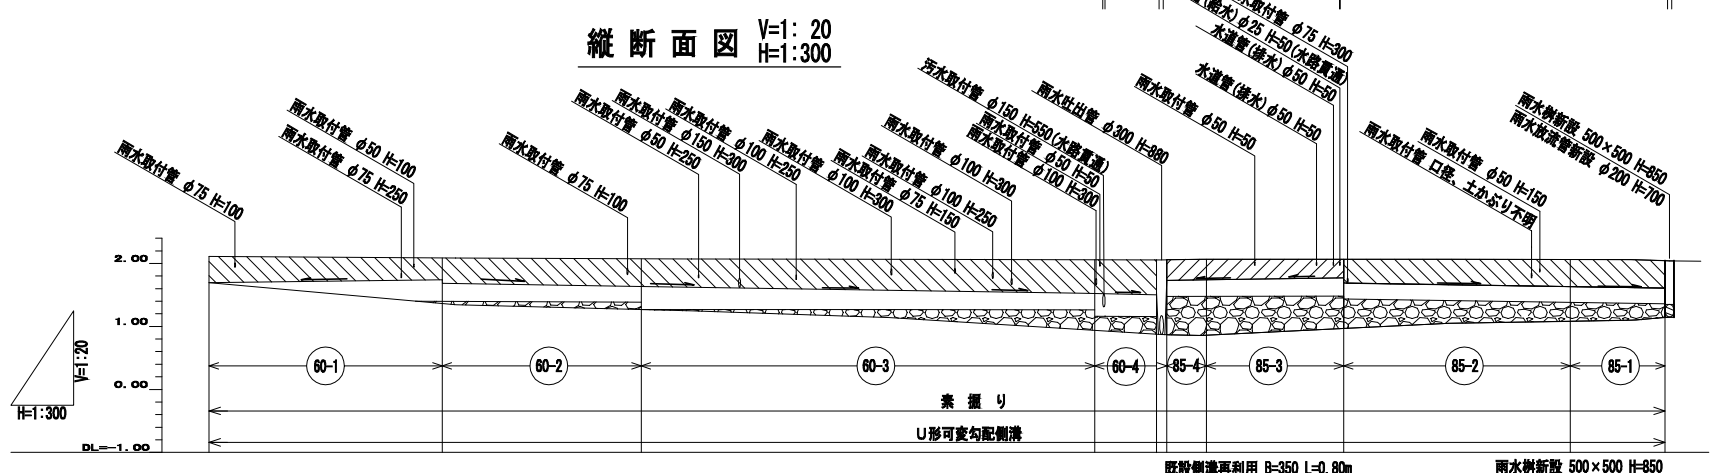 縦断面図 V=1:20
H=1:300
雨水取付管 φ75 H=100
雨水取付管 φ50 H=100
雨水取付管 φ75 H=250
雨水取付管 φ75 H=100
雨水取付管 φ50 H=250
雨水取付管 φ150 H=300
雨水取付管 φ100 H=250
雨水取付管 φ100 H=300
雨水取付管 φ75 H=150
雨水取付管 φ100 H=250
雨水取付管 φ100 H=300
汚水取付管 φ150 H=550(水路貫通)
雨水取付管 φ50 H=50
雨水取付管 φ100 H=300
雨水吐出管 φ300 H=880
雨水取付管 φ50 H=50
水道管(排水)φ50 H=50
水道管(排水)φ50 H=50
(給水)φ25 H=50(水路貫通)
水取付管 φ75 H=300
雨水取付管 口径、土かぶり不明
雨水取付管 φ50 H=150
雨水放流管新設 φ200 H=700
雨水桝新設 500×500 H=850
2.00
1.00
0.00
DL=-1.00
V=1:20
H=1:300
60-1
60-2
60-3
60-4
85-4
85-3
85-2
85-1
素掘り
U形可変勾配側溝
既設側溝再利用 B=350 L=0.80m
雨水桝新設 500×500 H=850